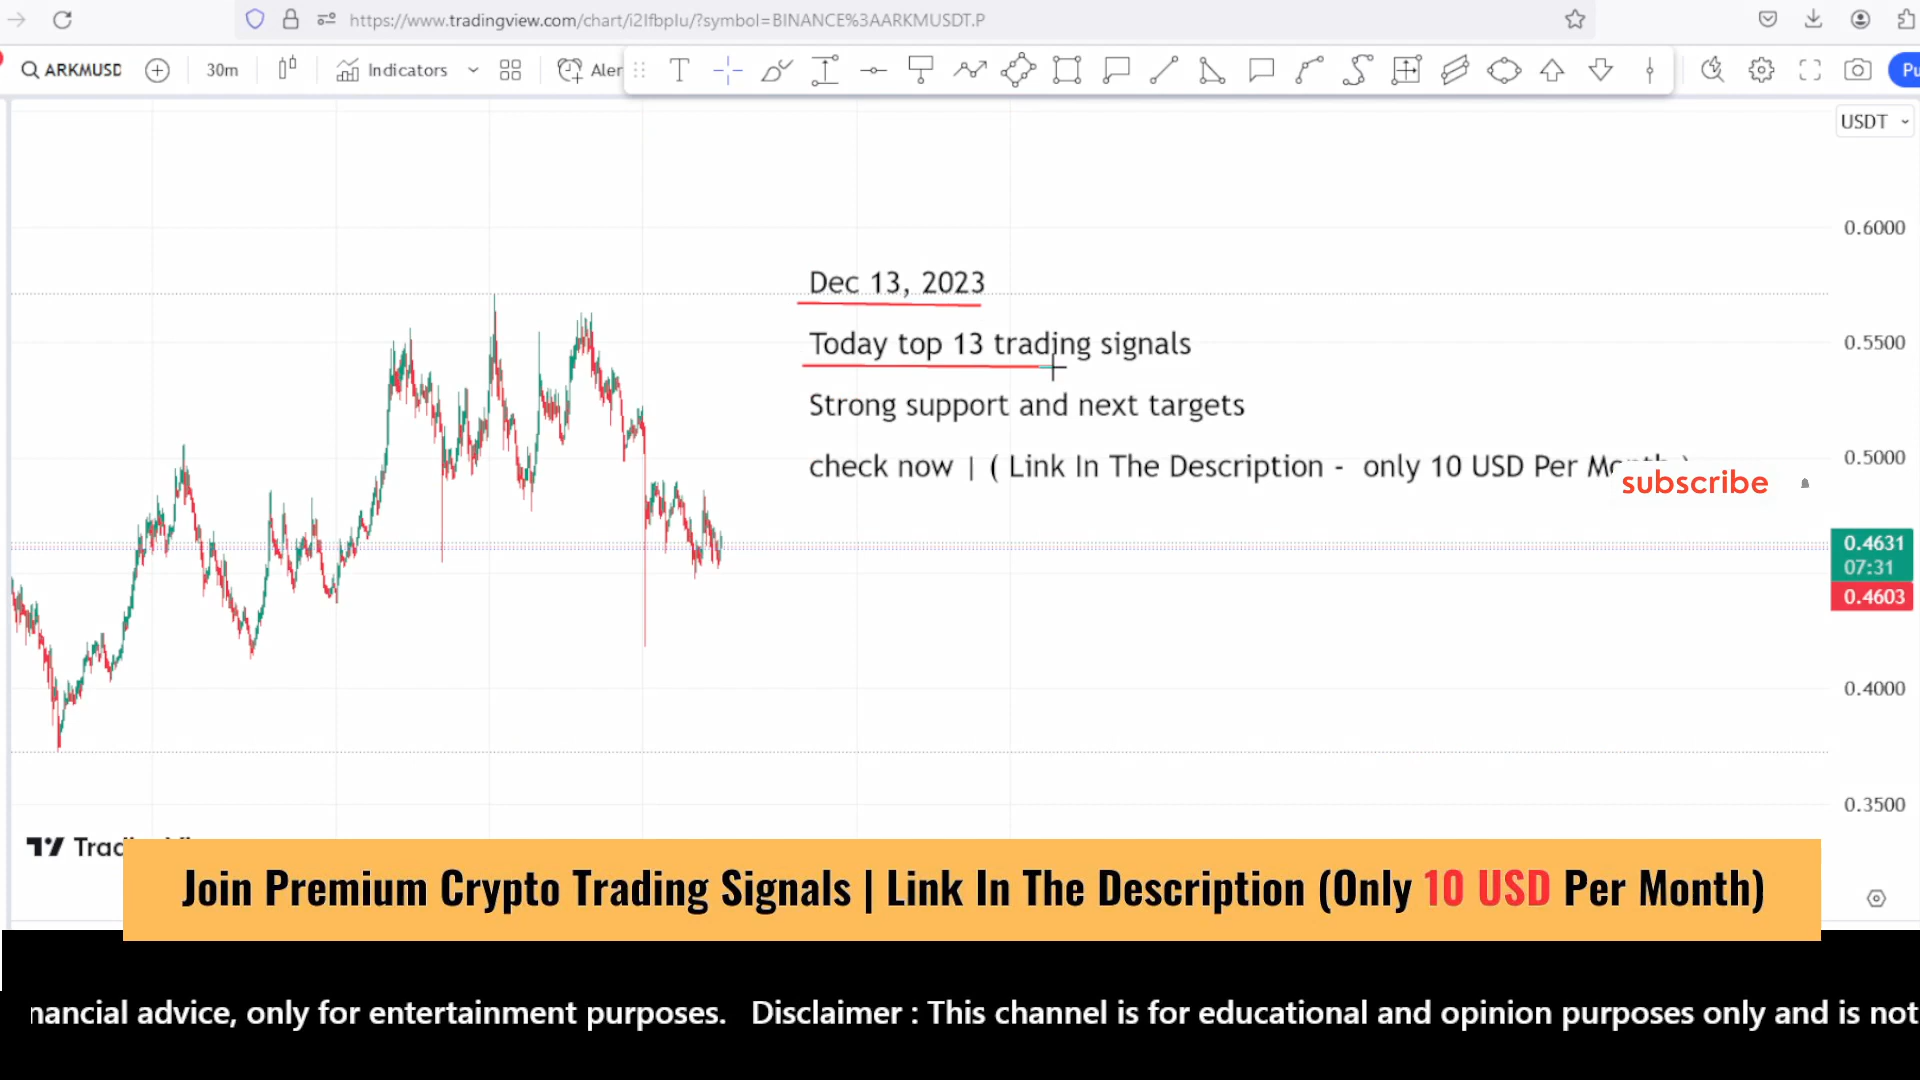 https://www.tradingview.com/chart/i2lfbplu/?symbol=BINANCE%3AARKMUSDT.P
ARKMUSD 30m Indicators Aler
USDT
0.6000
Dec 13, 2023
Today top 13 trading signals
0.5500
Strong support and next targets
check now | ( Link In The Description - only 10 USD Per
0.5000
subscribe
0.4631
07:31
0.4603
0.4000
0.3500
Join Premium Crypto Trading Signals | Link In The Description (Only 10 USD Per Month)
nancial advice, only for entertainment purposes. Disclaimer : This channel is for educational and opinion purposes only and is not